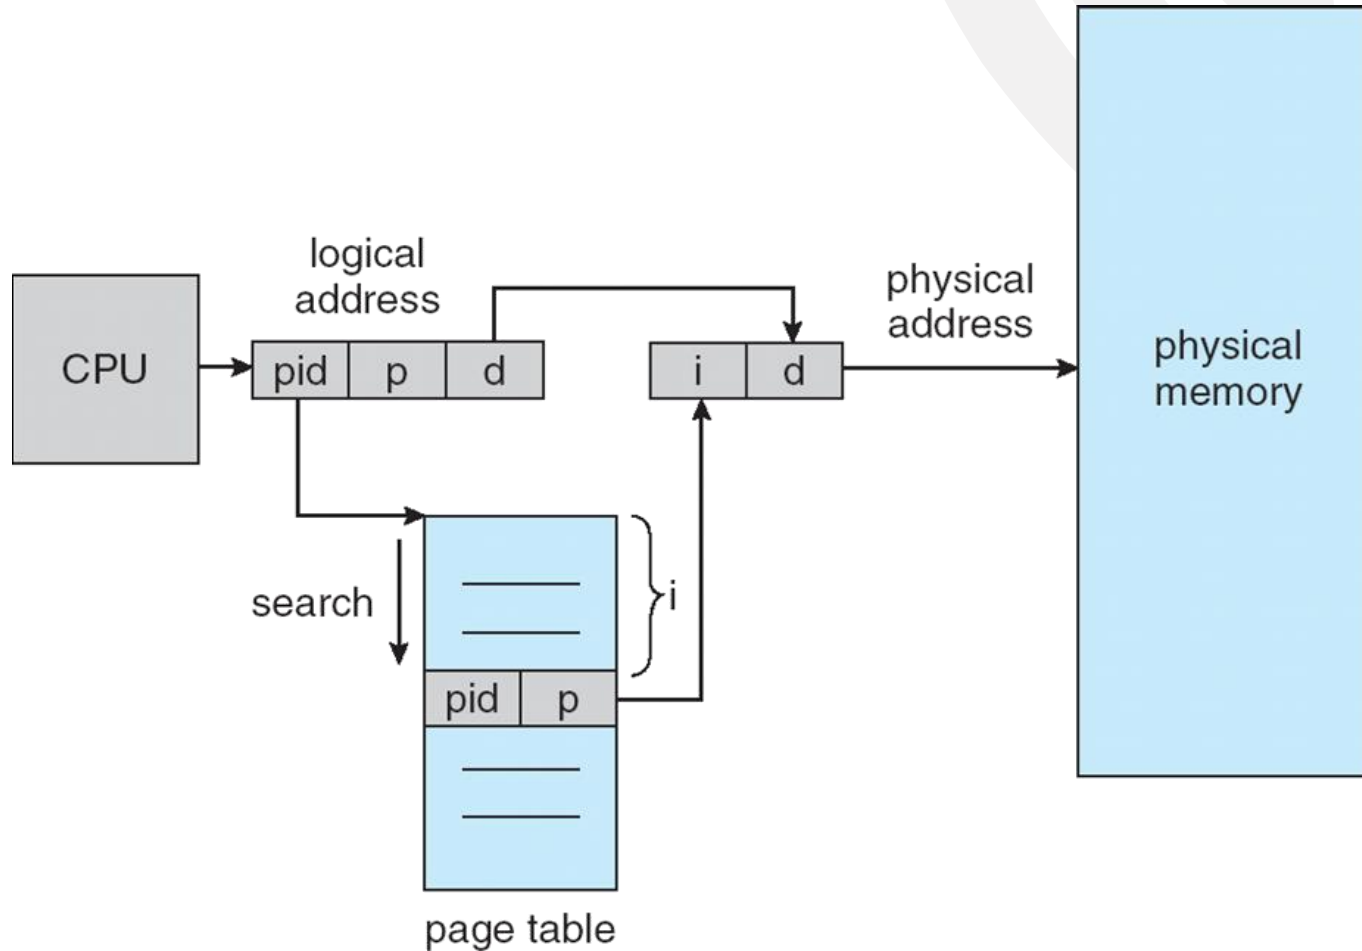 logical
address
CPU
pid p d
i d
physical
address
physical
memory
search
i
pid p
page table